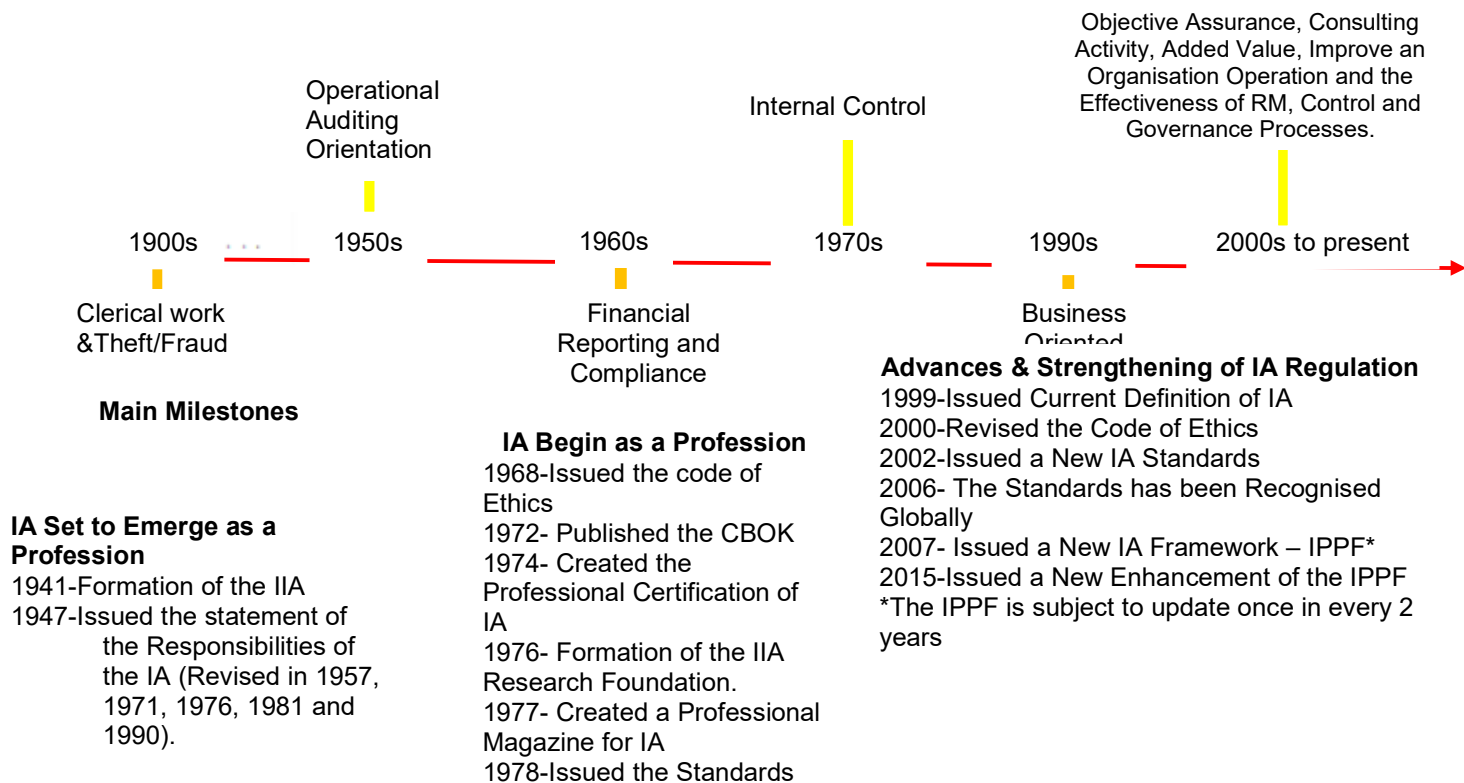 Objective Assurance, Consulting
Activity, Added Value, Improve an
Organisation Operation and the
Effectiveness of RM, Control and
Governance Processes.
Operational
Auditing
Orientation
Internal Control
1900s ... 1950s 1960s 1970s 1990s 2000s to present
Clerical work
&Theft/Fraud
Financial
Reporting and
Compliance
Business
Oriented
Main Milestones
IA Set to Emerge as a
Profession
1941-Formation of the IIA
1947-Issued the statement of
the Responsibilities of
the IA (Revised in 1957,
1971, 1976, 1981 and
1990).
IA Begin as a Profession
1968-Issued the code of
Ethics
1972- Published the CBOK
1974- Created the
Professional Certification of
IA
1976- Formation of the IIA
Research Foundation.
1977- Created a Professional
Magazine for IA
1978-Issued the Standards
Advances & Strengthening of IA Regulation
1999-Issued Current Definition of IA
2000-Revised the Code of Ethics
2002-Issued a New IA Standards
2006- The Standards has been Recognised
Globally
2007- Issued a New IA Framework – IPPF*
2015-Issued a New Enhancement of the IPPF
*The IPPF is subject to update once in every 2
years